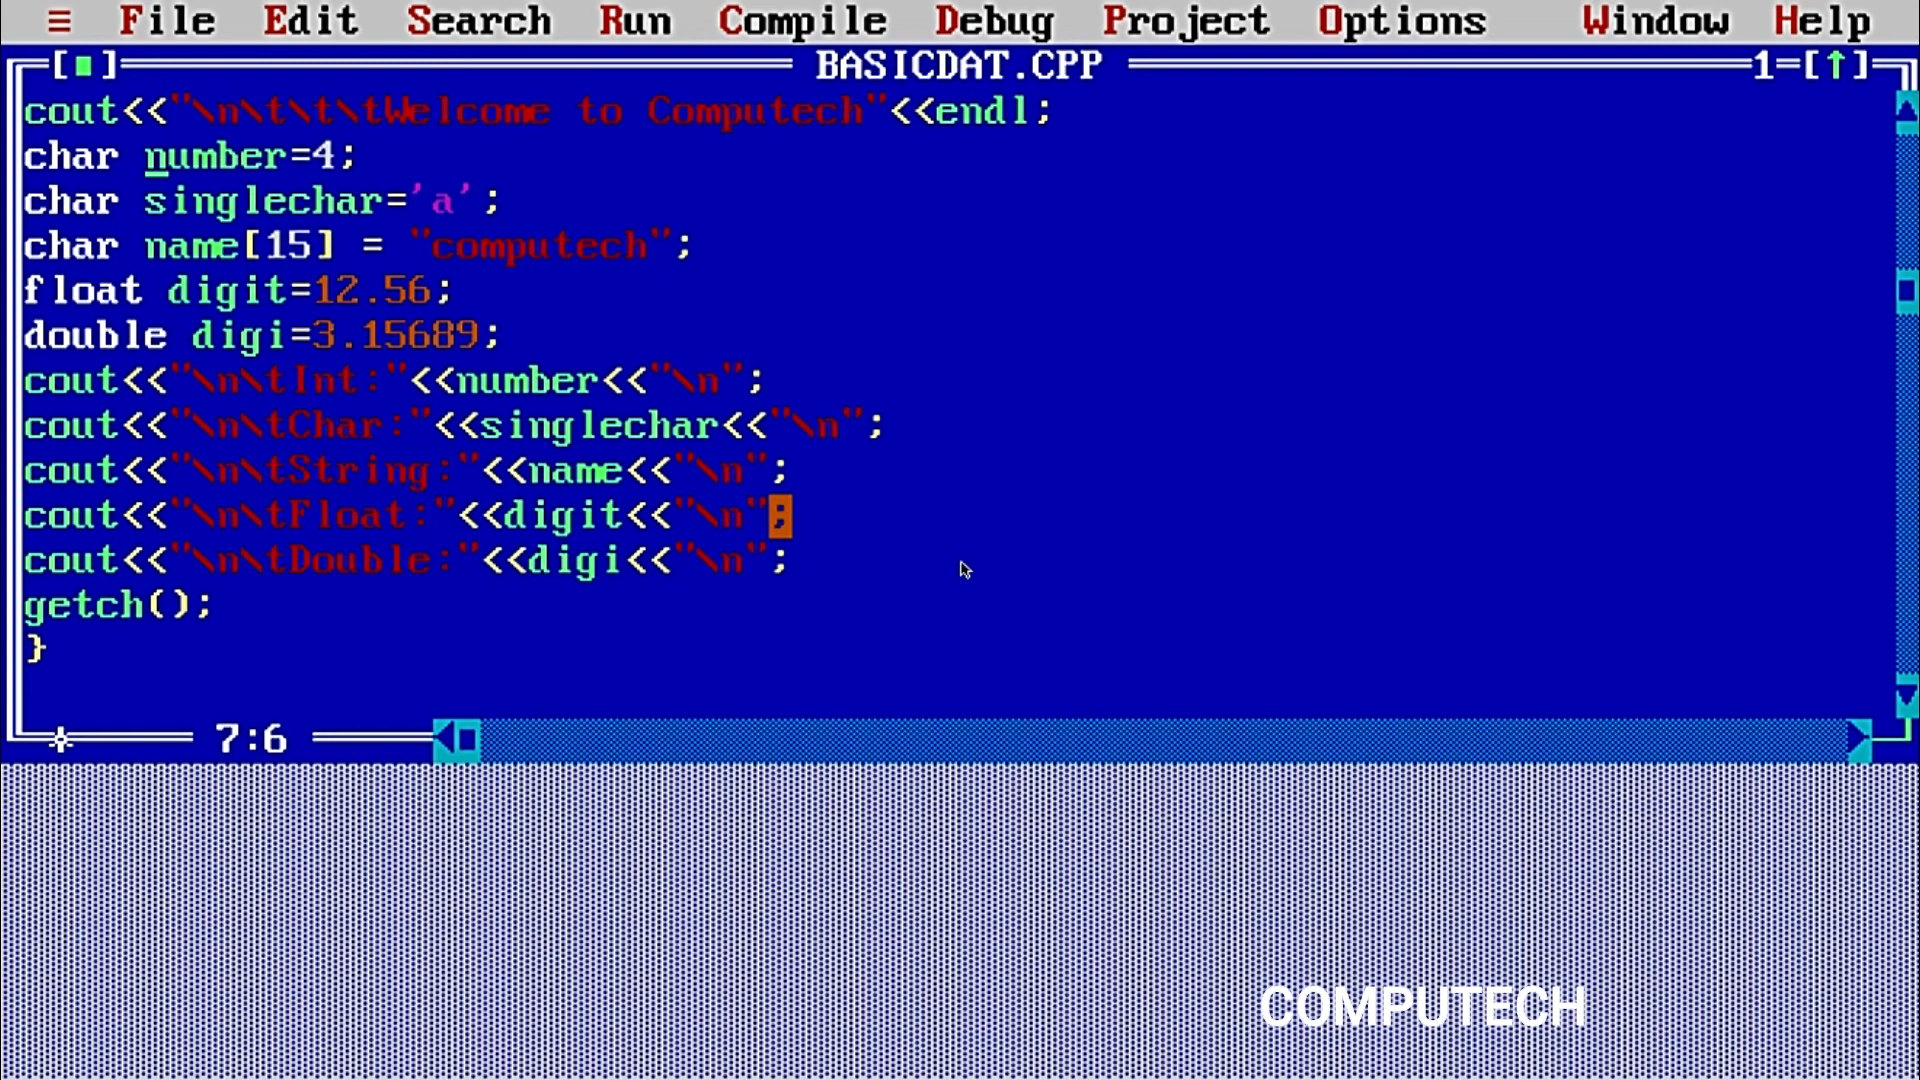 ≡ File Edit Search Run Compile Debug Project Options Window Help
[■] BASICDAT.CPP 1=[↑]
cout<<"\n\t\t\tWelcome to Computech"<<endl;
char number=4;
char singlechar='a';
char name[15] = "computech";
float digit=12.56;
double digi=3.15689;
cout<<"\n\tInt:"<<number<<"\n";
cout<<"\n\tChar:"<<singlechar<<"\n";
cout<<"\n\tString:"<<name<<"\n";
cout<<"\n\tFloat:"<<digit<<"\n";
cout<<"\n\tDouble:"<<digi<<"\n";
getch();
}
7:6
COMPUTECH